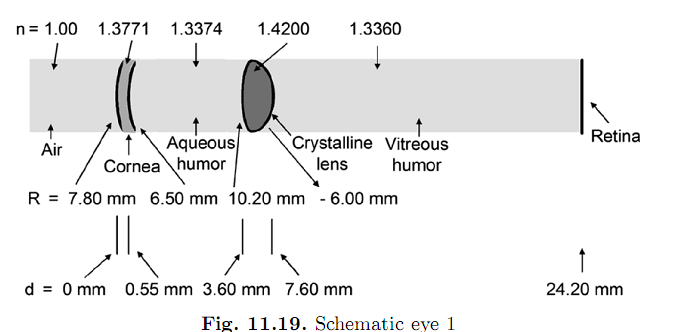 n = 1.00 1.3771 1.3374 1.4200 1.3360
Air
Cornea
Aqueous humor
Crystalline lens
Vitreous humor
Retina
R = 7.80 mm 6.50 mm 10.20 mm - 6.00 mm
d = 0 mm 0.55 mm 3.60 mm 7.60 mm 24.20 mm
Fig. 11.19. Schematic eye 1